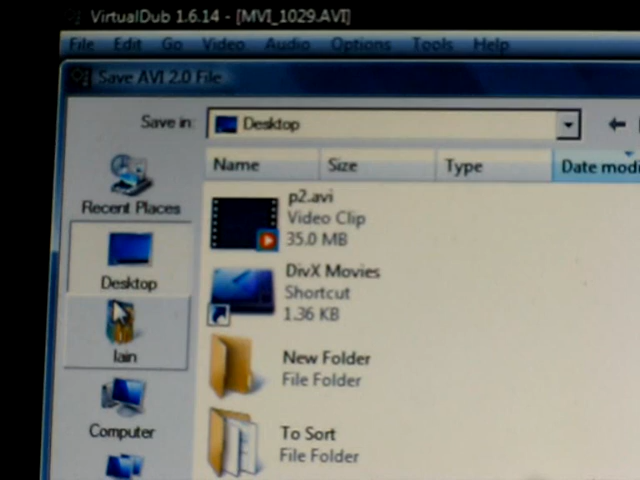 VirtualDub 1.6.14 - [MVI_1029.AVI]
File Edit Go Video Audio Options Tools Help
Save AVI 2.0 File
Save in: Desktop
Name Size Type Date modi
Recent Places
Desktop
Iain
Computer
p2.avi
Video Clip
35.0 MB
DivX Movies
Shortcut
1.36 KB
New Folder
File Folder
To Sort
File Folder